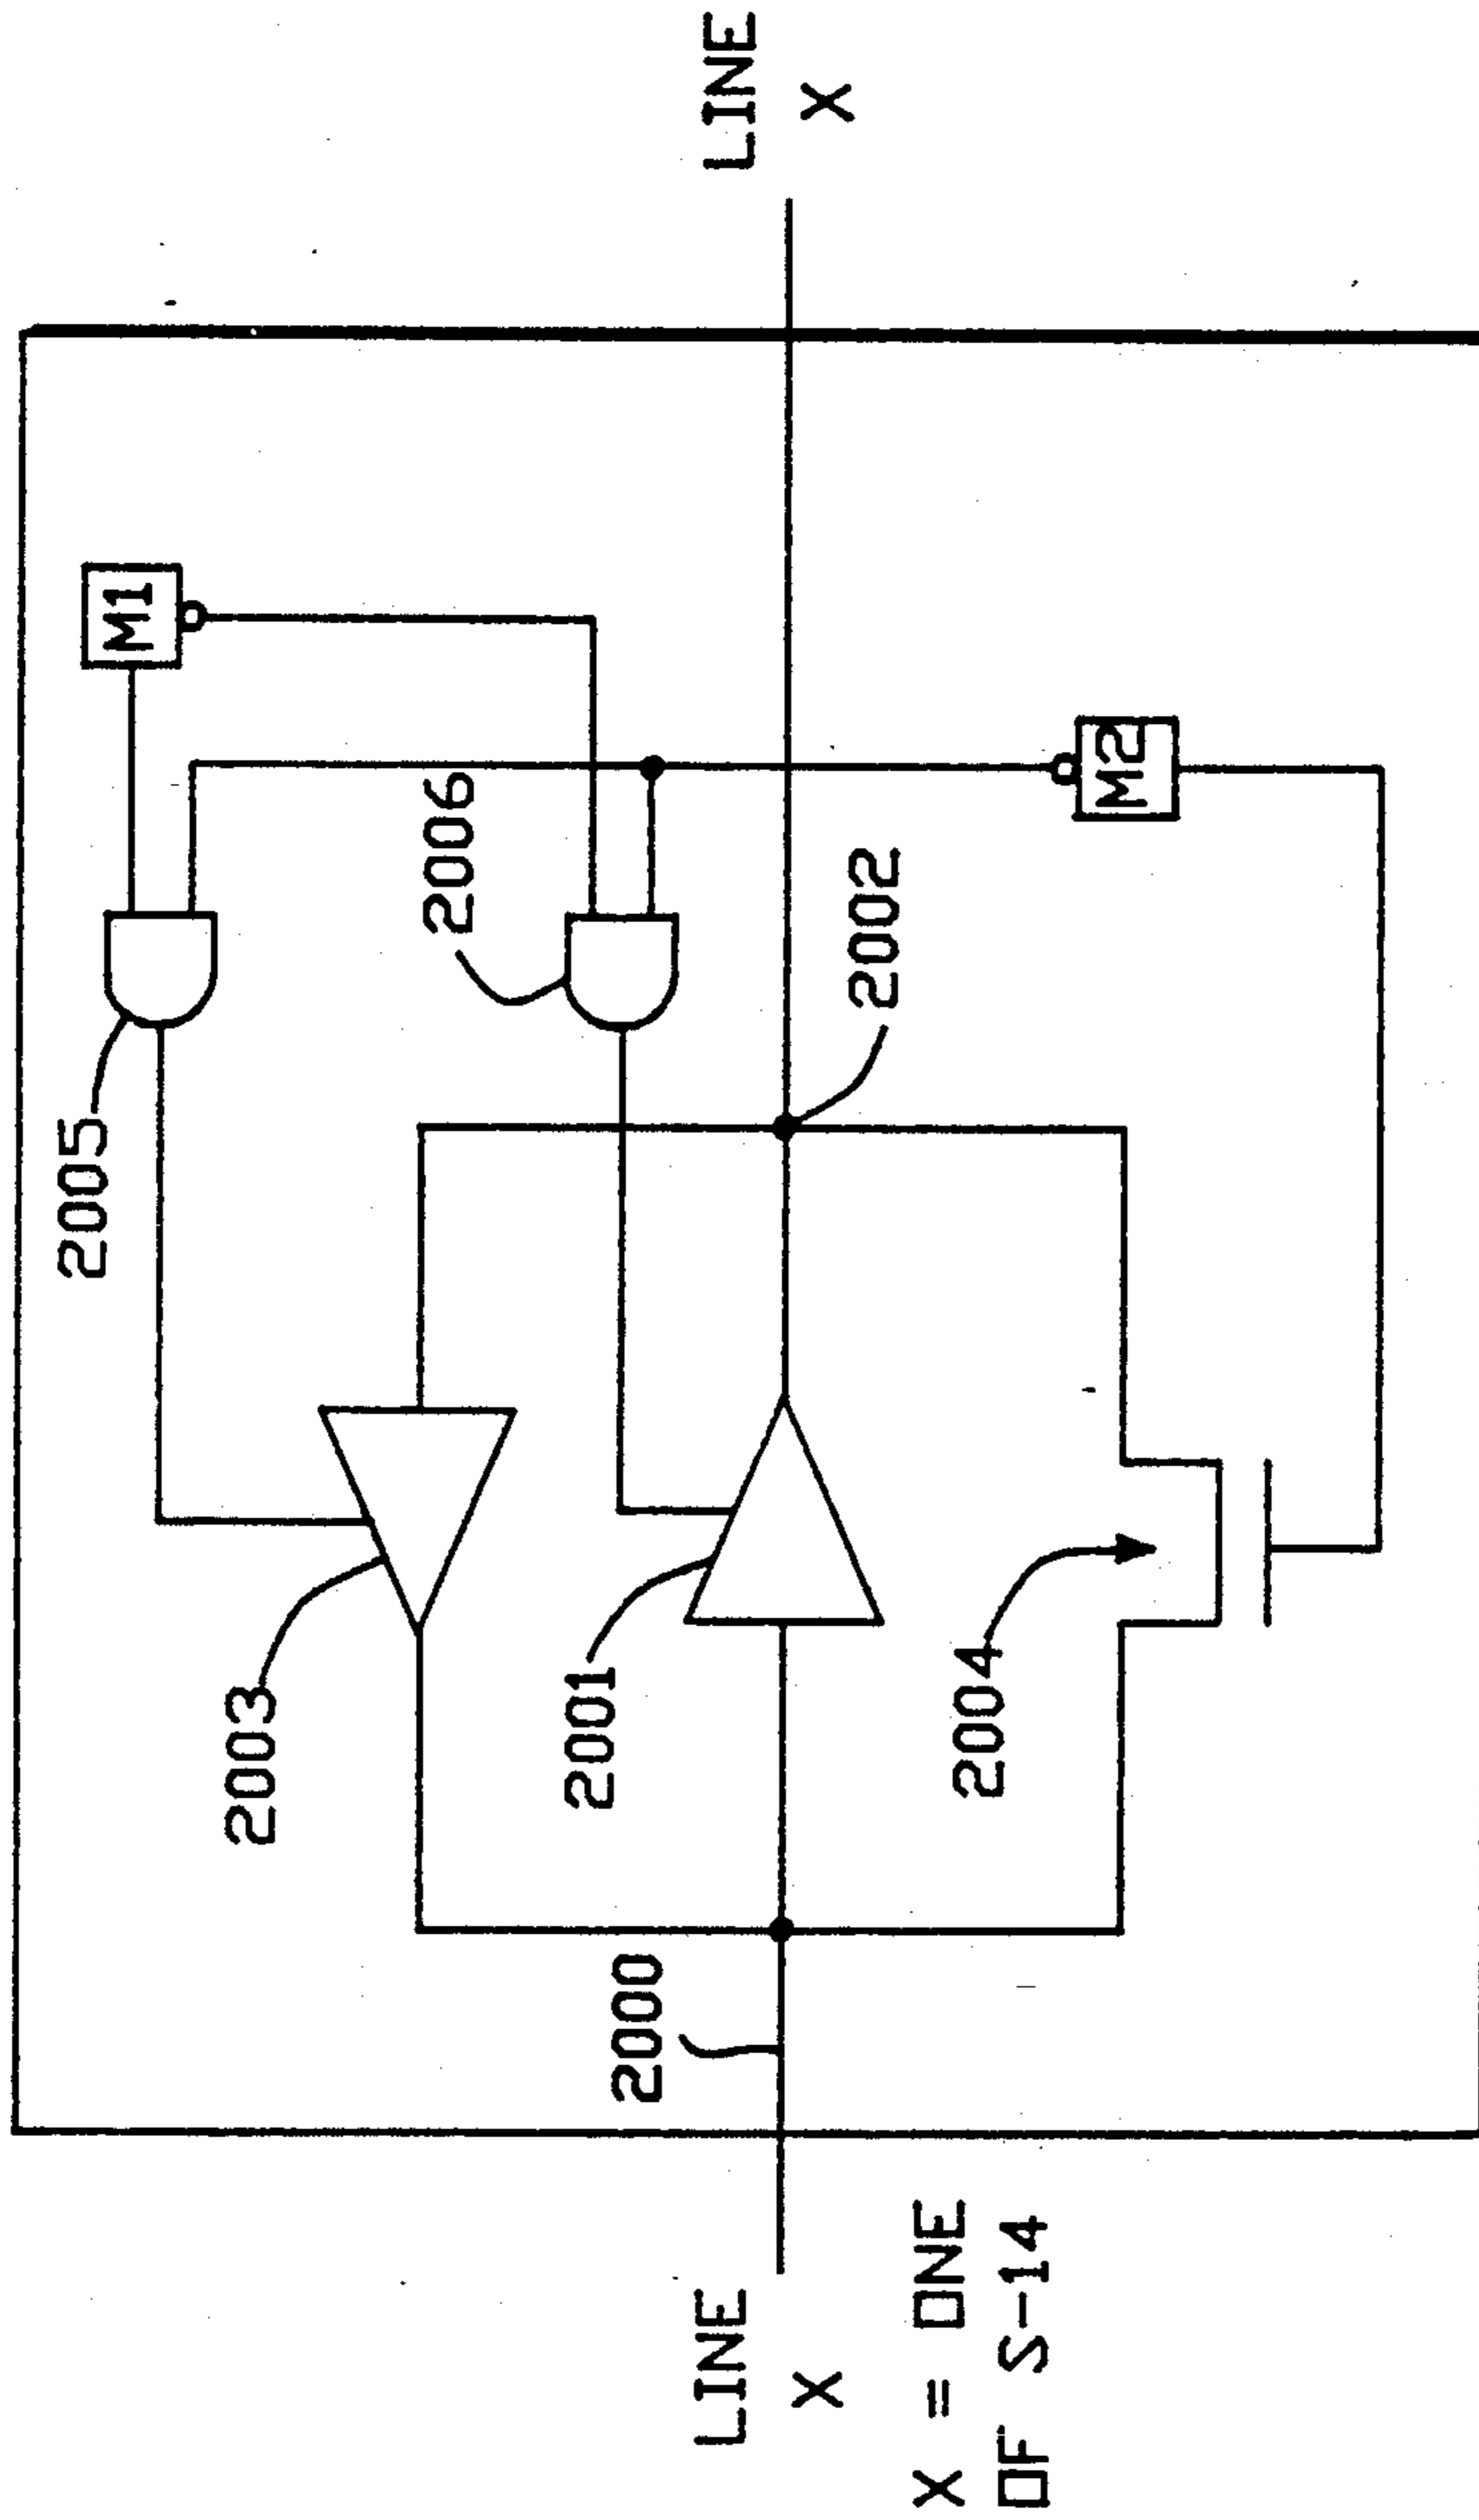 2005
M1
2003
2006
2001
2000
LINE
X
LINE
X
2002
X = ONE
OF S-14
2004
M2